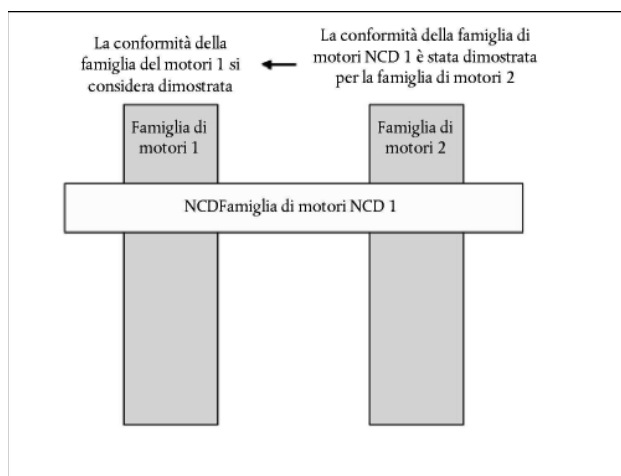 La conformità della
famiglia del motori 1 si
considera dimostrata
La conformità della famiglia di
motori NCD 1 è stata dimostrata
per la famiglia di motori 2
Famiglia di
motori 1
Famiglia di
motori 2
NCDFamiglia di motori NCD 1